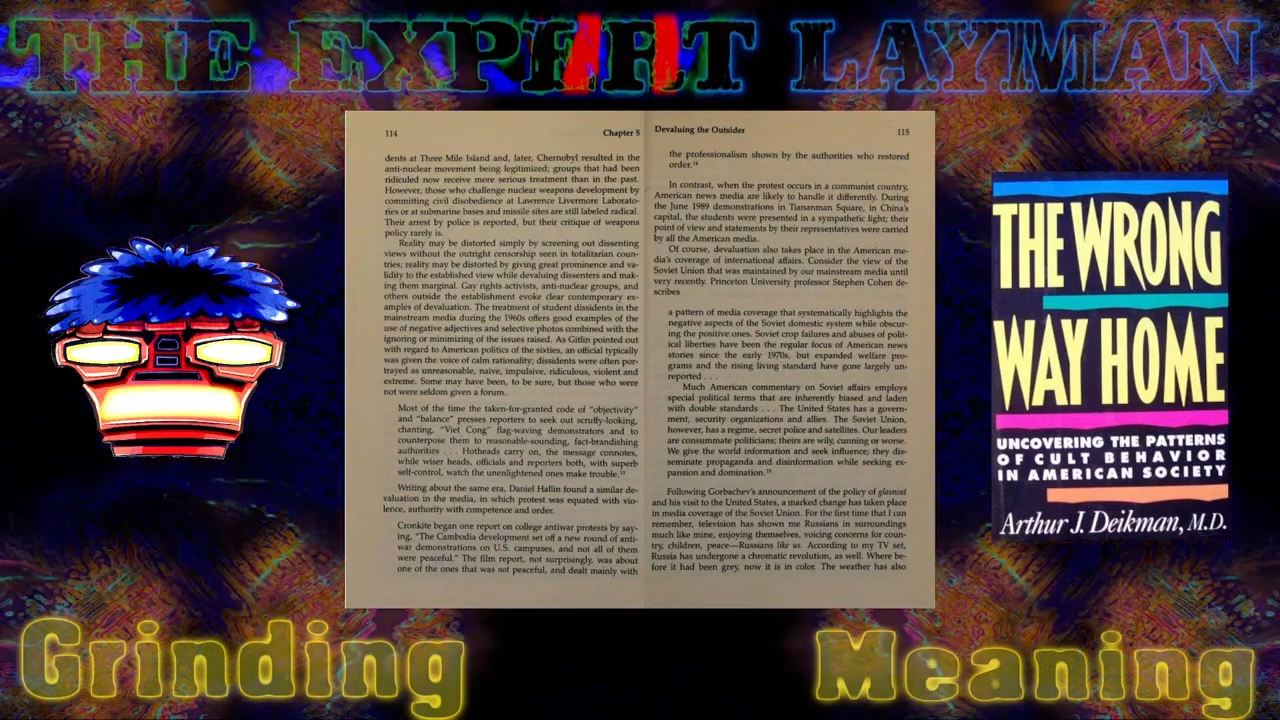 THE EXPERT LAYMAN
114 Chapter 5
dents at Three Mile Island and, later, Chernobyl resulted in the
anti-nuclear movement being legitimized; groups that had been
ridiculed now receive more serious treatment than in the past.
However, those who challenge nuclear weapons development by
committing civil disobedience at Lawrence Livermore Laborato-
ries or at submarine bases and missile sites are still labeled radical.
Their arrest by police is reported, but their critique of weapons
policy rarely is.
Reality may be distorted simply by screening out dissenting
views without the outright censorship seen in totalitarian coun-
tries; reality may be distorted by giving great prominence and va-
lidity to the established view while devaluing dissenters and mak-
ing them marginal. Gay rights activists, anti-nuclear groups, and
others outside the establishment evoke clear contemporary ex-
amples of devaluation. The treatment of student dissidents in the
mainstream media during the 1960s offers good examples of the
use of negative adjectives and selective photos combined with the
ignoring or minimizing of the issues raised. As Gitlin pointed out
with regard to American politics of the sixties, an official typically
was given the voice of calm rationality; dissidents were often por-
trayed as unreasonable, naive, impulsive, ridiculous, violent and
extreme. Some may have been, to be sure, but those who were
not were seldom given a forum.
Most of the time the taken-for-granted code of "objectivity"
and "balance" presses reporters to seek out scruffy-looking,
chanting, "Viet Cong" flag-waving demonstrators and to
counterpose them to reasonable-sounding, fact-brandishing
authorities . . . Hotheads carry on, the message connotes,
while wiser heads, officials and reporters both, with superb
self-control, watch the unenlightened ones make trouble.13
Writing about the same era, Daniel Hallin found a similar de-
valuation in the media, in which protest was equated with vio-
lence, authority with competence and order.
Cronkite began one report on college antiwar protests by say-
ing, "The Cambodia development set off a new round of anti-
war demonstrations on U.S. campuses, and not all of them
were peaceful." The film report, not surprisingly, was about
one of the ones that was not peaceful, and dealt mainly with
Devaluing the Outsider 115
the professionalism shown by the authorities who restored
order.14
In contrast, when the protest occurs in a communist country,
American news media are likely to handle it differently. During
the June 1989 demonstrations in Tiananman Square, in China's
capital, the students were presented in a sympathetic light; their
point of view and statements by their representatives were carried
by all the American media.
Of course, devaluation also takes place in the American me-
dia's coverage of international affairs. Consider the view of the
Soviet Union that was maintained by our mainstream media until
very recently. Princeton University professor Stephen Cohen de-
scribes
a pattern of media coverage that systematically highlights the
negative aspects of the Soviet domestic system while obscur-
ing the positive ones. Soviet crop failures and abuses of polit-
ical liberties have been the regular focus of American news
stories since the early 1970s, but expanded welfare pro-
grams and the rising living standard have gone largely un-
reported . . .
Much American commentary on Soviet affairs employs
special political terms that are inherently biased and laden
with double standards . . . The United States has a govern-
ment, security organizations and allies. The Soviet Union,
however, has a regime, secret police and satellites. Our leaders
are consummate politicians; theirs are wily, cunning or worse.
We give the world information and seek influence; they dis-
seminate propaganda and disinformation while seeking ex-
pansion and domination.15
Following Gorbachev's announcement of the policy of glasnost
and his visit to the United States, a marked change has taken place
in media coverage of the Soviet Union. For the first time that I can
remember, television has shown me Russians in surroundings
much like mine, enjoying themselves, voicing concerns for coun-
try, children, peace—Russians like us. According to my TV set,
Russia has undergone a chromatic revolution, as well. Where be-
fore it had been grey, now it is in color. The weather has also
THE WRONG
WAY HOME
UNCOVERING THE PATTERNS
OF CULT BEHAVIOR
IN AMERICAN SOCIETY
Arthur J. Deikman, M.D.
Grinding Meaning